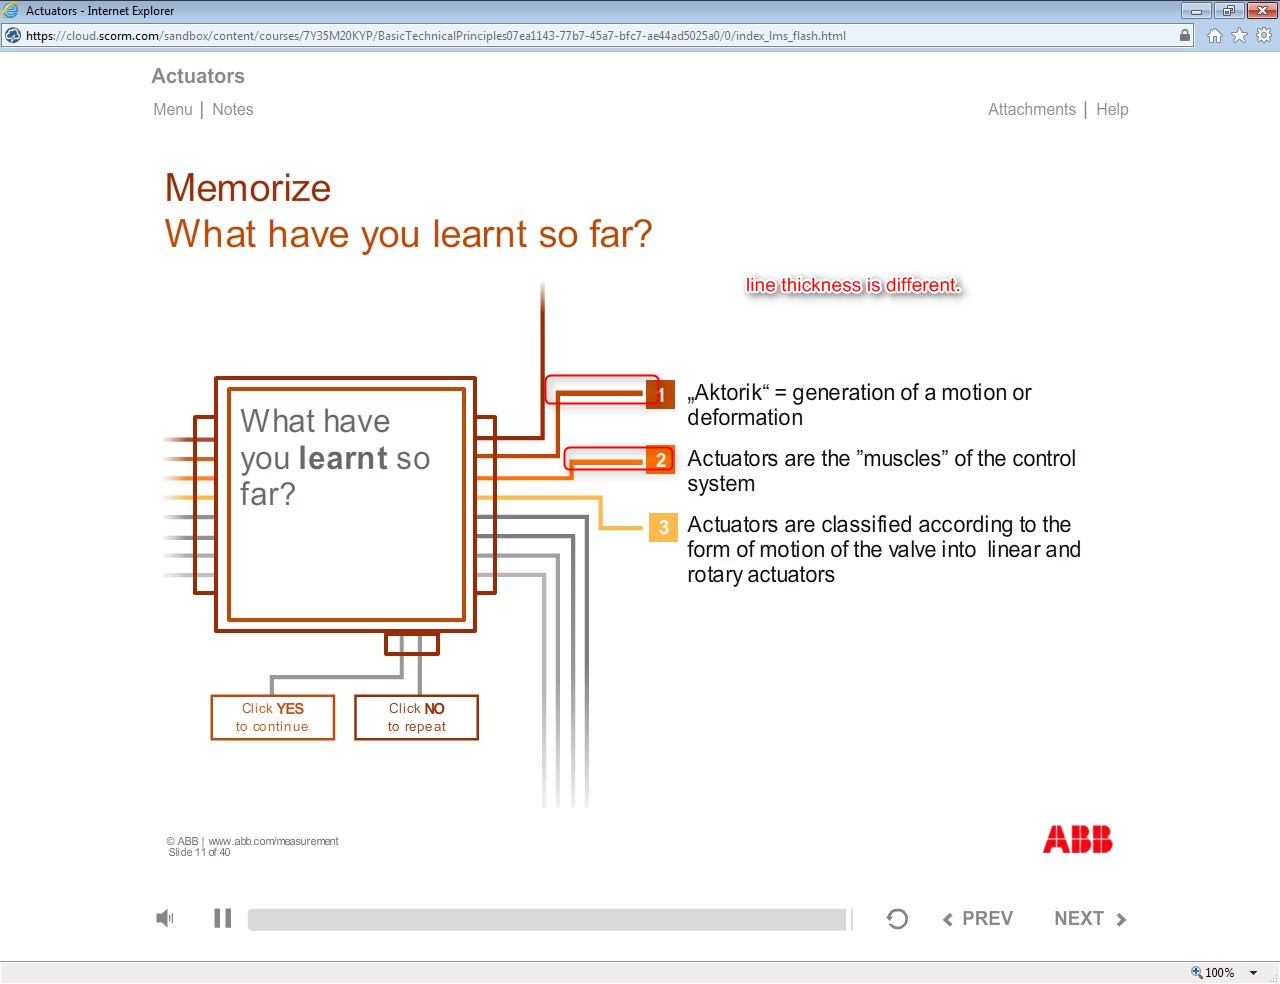 Actuators - Internet Explorer
https://cloud.scorm.com/sandbox/content/courses/7Y35M20KYP/BasicTechnicalPrinciples07ea1143-77b7-45a7-bfc7-ae44ad5025a0/0/index_lms_flash.html
Actuators
Menu | Notes
Attachments | Help
Memorize
What have you learnt so far?
line thickness is different.
What have
you learnt so
far?
1 „Aktorik“ = generation of a motion or
deformation
2 Actuators are the ”muscles” of the control
system
3 Actuators are classified according to the
form of motion of the valve into linear and
rotary actuators
Click YES
to continue
Click NO
to repeat
© ABB | www.abb.com/measurement
Slide 11 of 40
ABB
PREV
NEXT
100%